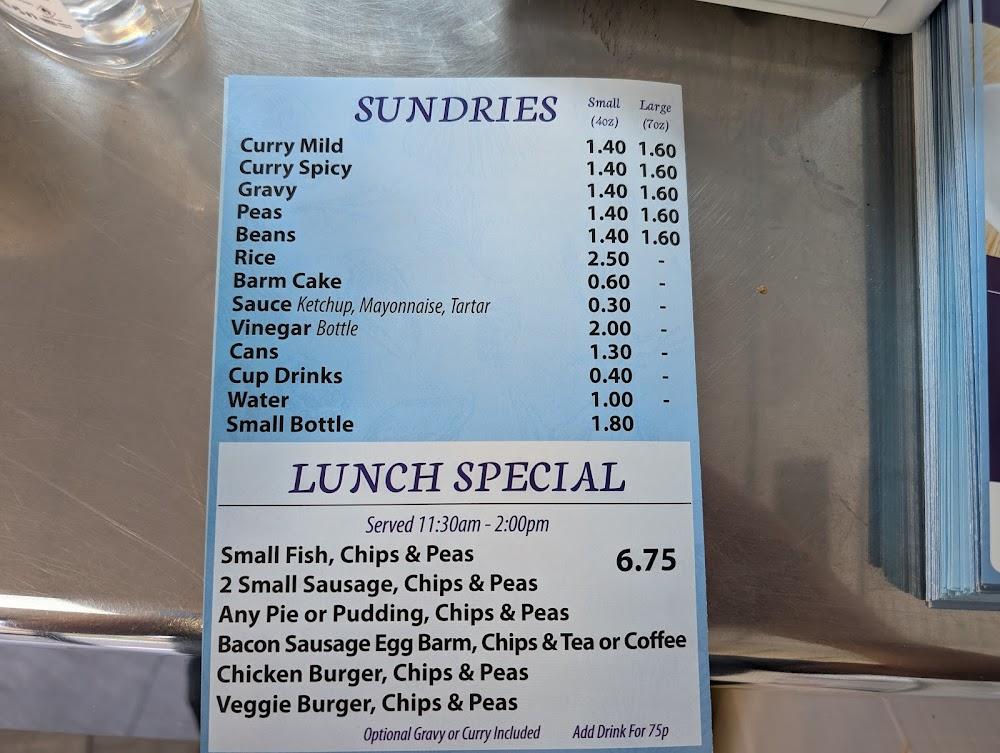 SUNDRIES Small Large
(4oz) (7oz)
Curry Mild 1.40 1.60
Curry Spicy 1.40 1.60
Gravy 1.40 1.60
Peas 1.40 1.60
Beans 1.40 1.60
Rice 2.50 -
Barm Cake 0.60 -
Sauce Ketchup, Mayonnaise, Tartar 0.30 -
Vinegar Bottle 2.00 -
Cans 1.30 -
Cup Drinks 0.40 -
Water 1.00 -
Small Bottle 1.80
LUNCH SPECIAL
Served 11:30am - 2:00pm
Small Fish, Chips & Peas 6.75
2 Small Sausage, Chips & Peas
Any Pie or Pudding, Chips & Peas
Bacon Sausage Egg Barm, Chips & Tea or Coffee
Chicken Burger, Chips & Peas
Veggie Burger, Chips & Peas
Optional Gravy or Curry Included Add Drink For 75p